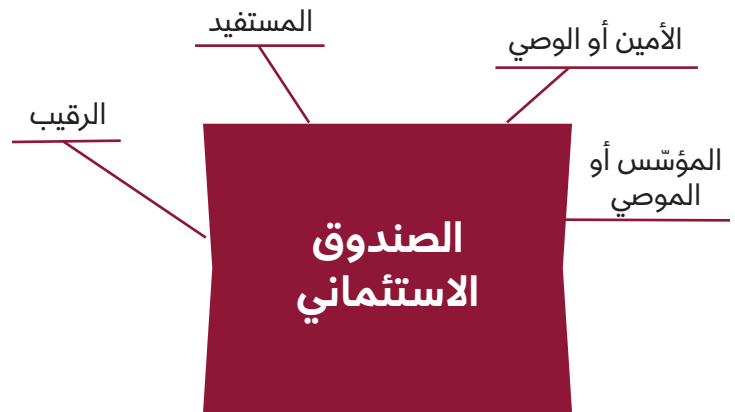 المستفيد
الأمين أو الوصي
الرقيب
المؤسّس أو
الموصي
الصندوق
الاستئماني